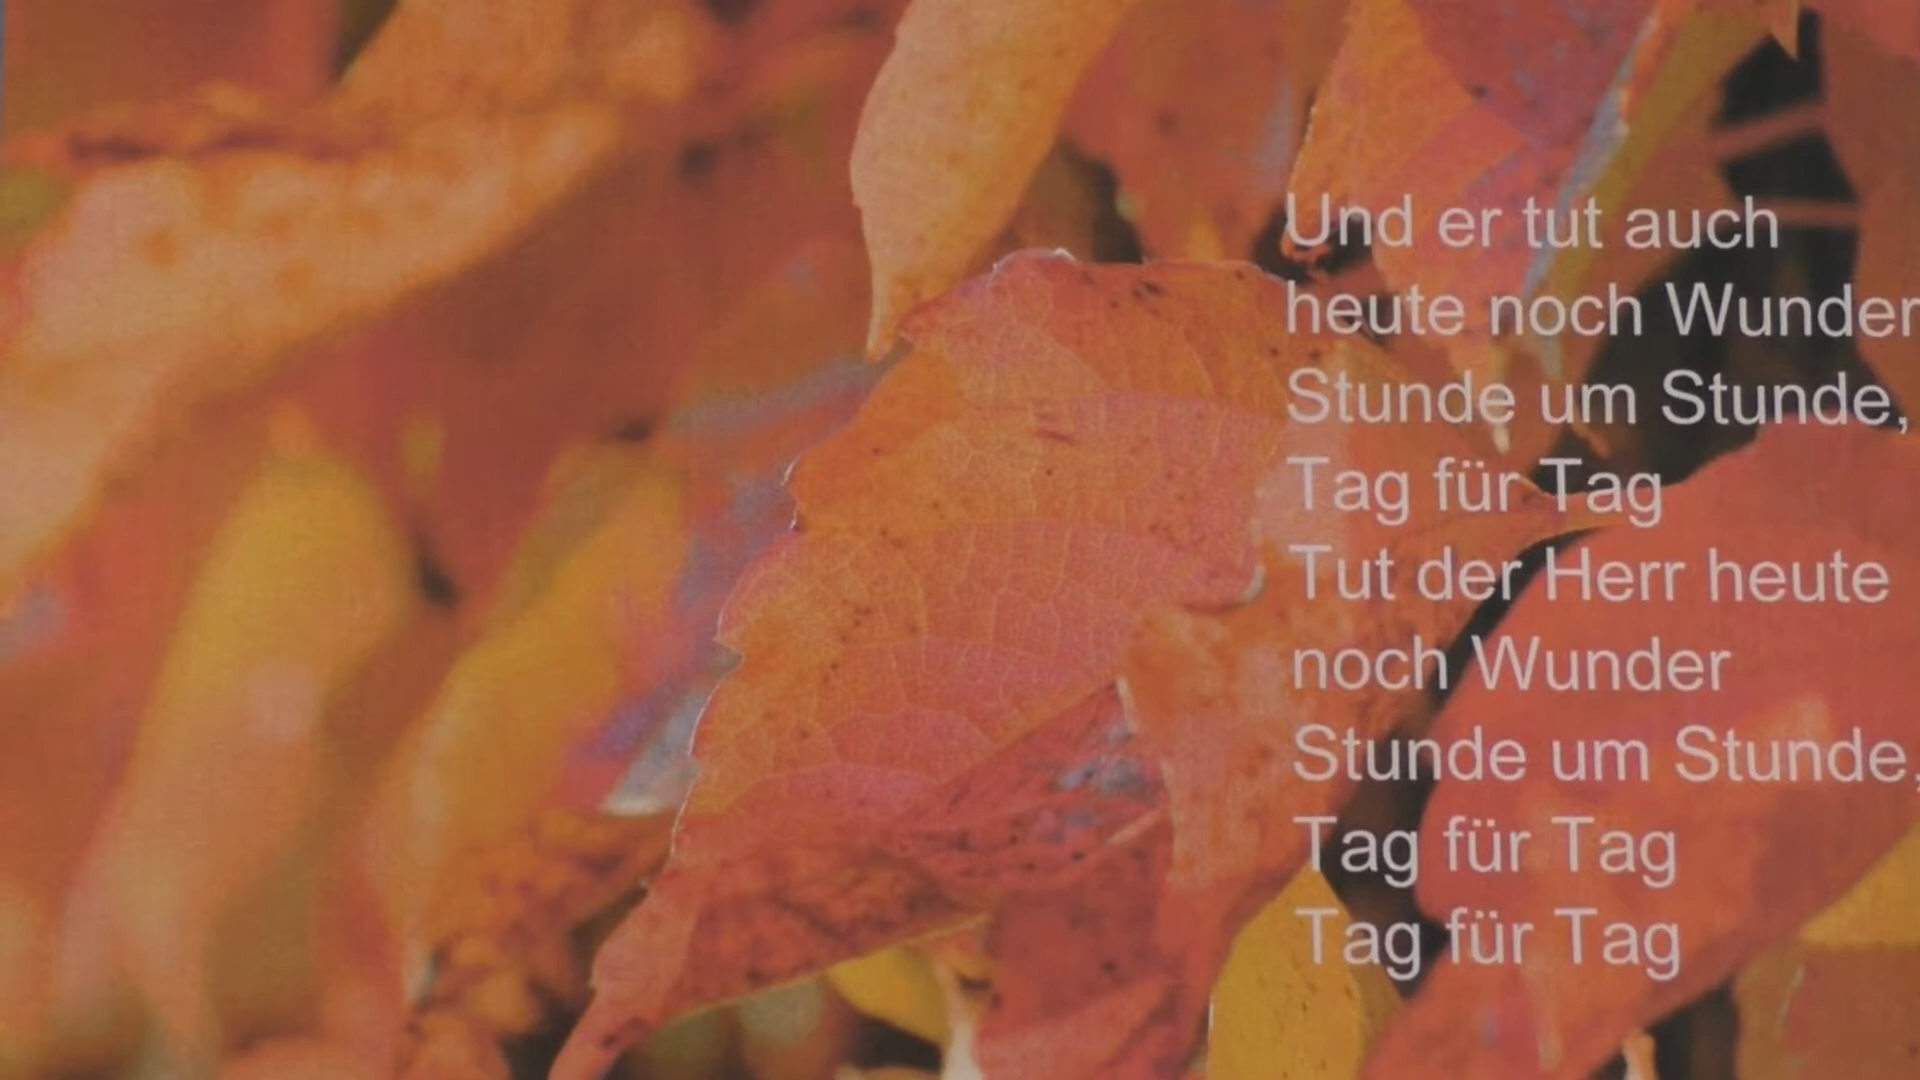 Und er tut auch
heute noch Wunder
Stunde um Stunde,
Tag für Tag
Tut der Herr heute
noch Wunder
Stunde um Stunde,
Tag für Tag
Tag für Tag